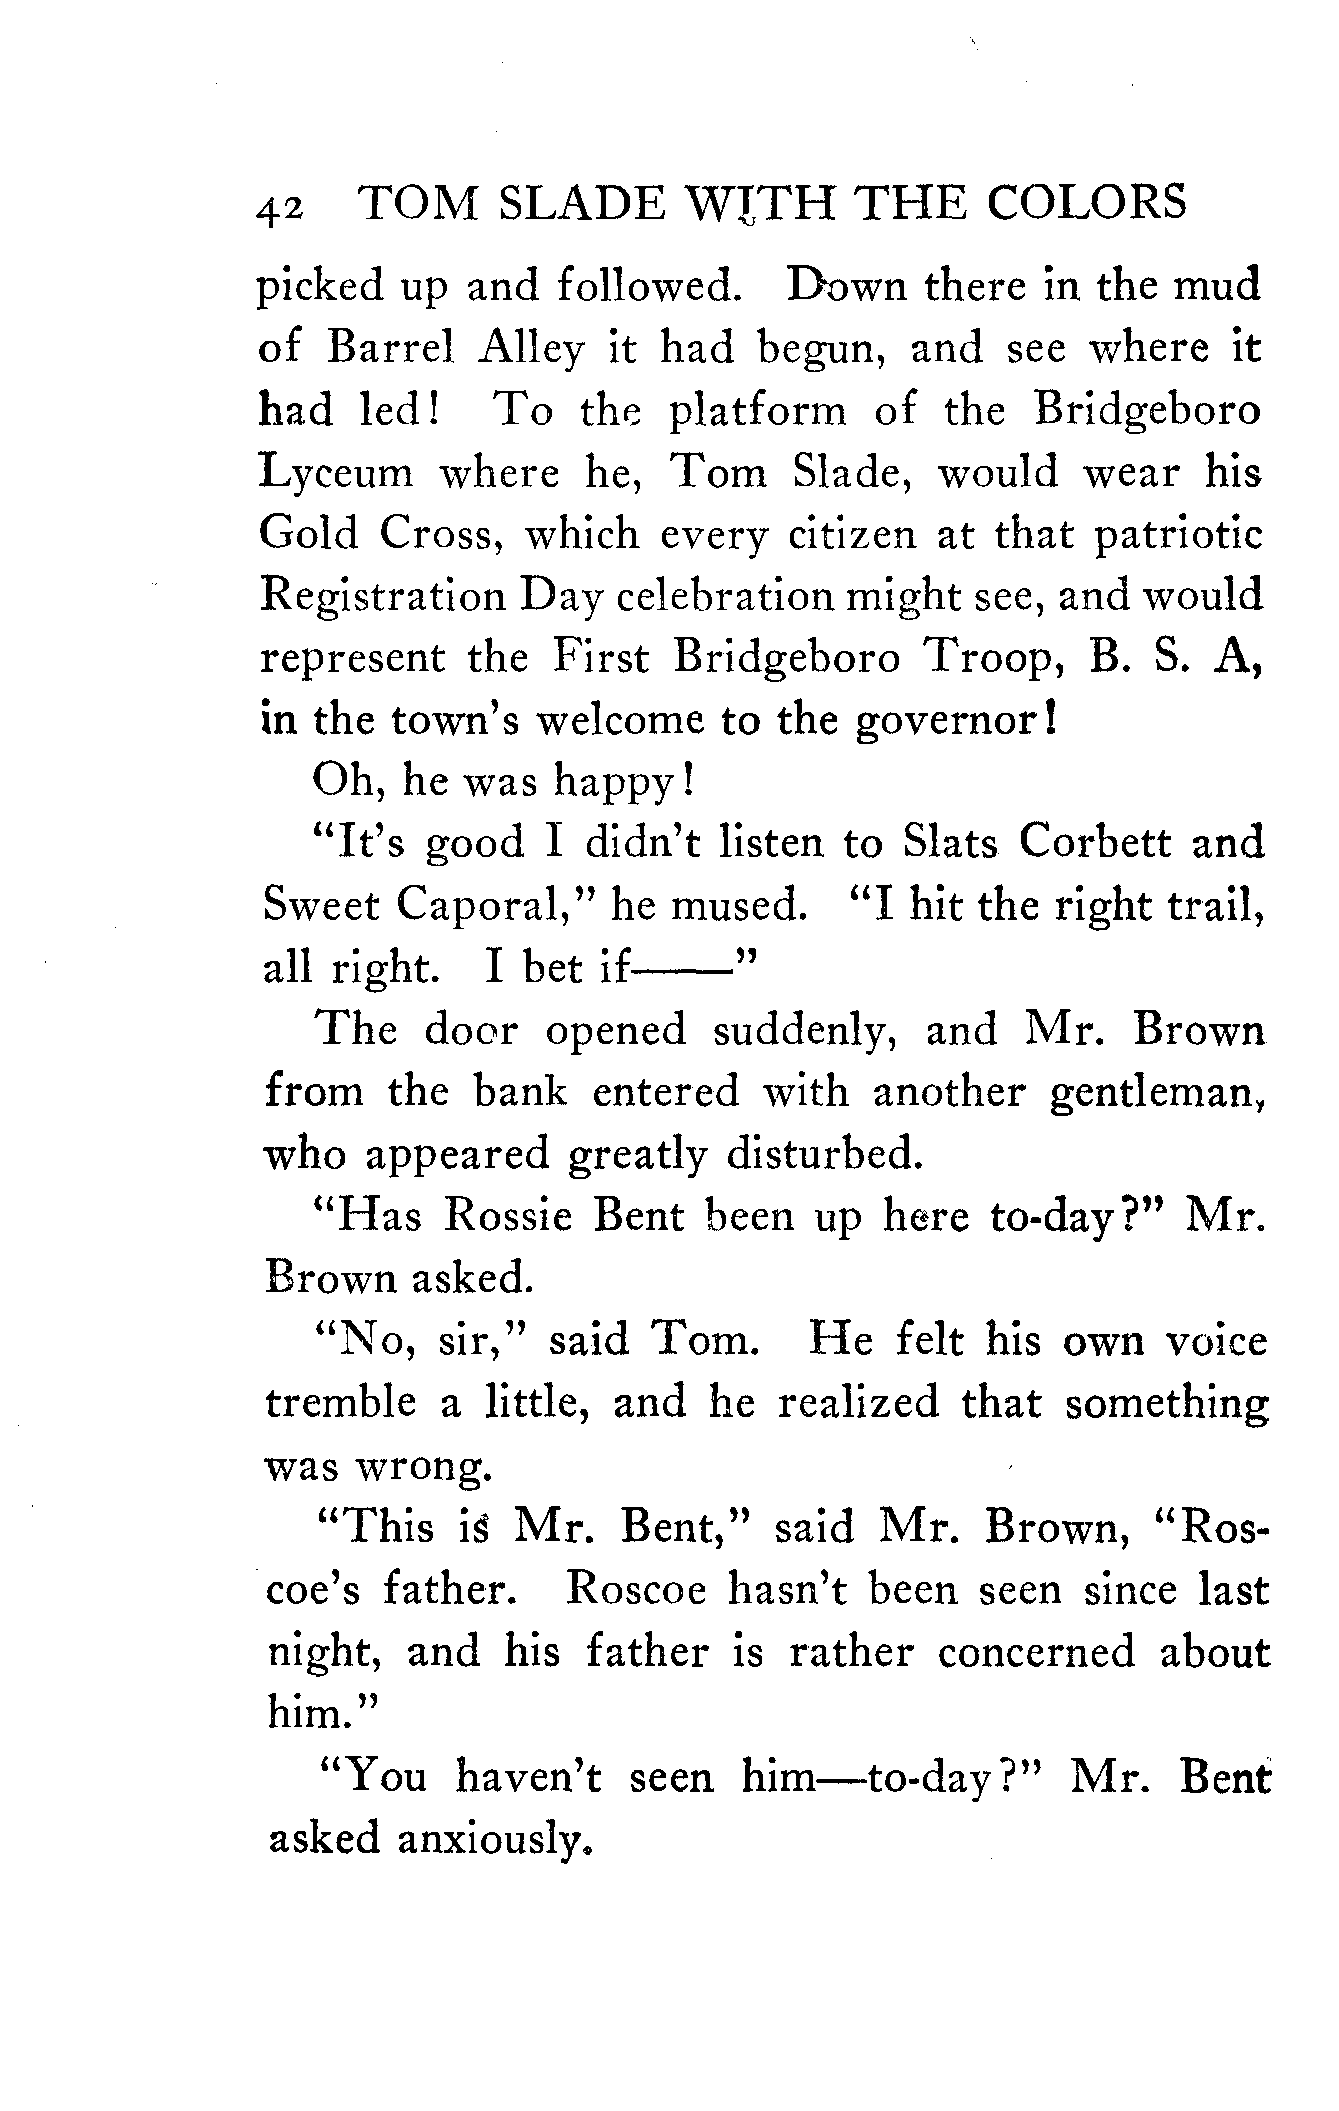 42 TOM SLADE WITH THE COLORS
picked up and followed. Down there in the mud
of Barrel Alley it had begun, and see where it
had led! To the platform of the Bridgeboro
Lyceum where he, Tom Slade, would wear his
Gold Cross, which every citizen at that patriotic
Registration Day celebration might see, and would
represent the First Bridgeboro Troop, B. S. A,
in the town's welcome to the governor!
Oh, he was happy!
“It's good I didn't listen to Slats Corbett and
Sweet Caporal,” he mused. “I hit the right trail,
all right. I bet if——”
The door opened suddenly, and Mr. Brown
from the bank entered with another gentleman,
who appeared greatly disturbed.
“Has Rossie Bent been up here to-day?” Mr.
Brown asked.
“No, sir,” said Tom. He felt his own voice
tremble a little, and he realized that something
was wrong.
“This is Mr. Bent,” said Mr. Brown, “Ros-
coe's father. Roscoe hasn't been seen since last
night, and his father is rather concerned about
him.”
“You haven't seen him—to-day?” Mr. Bent
asked anxiously.